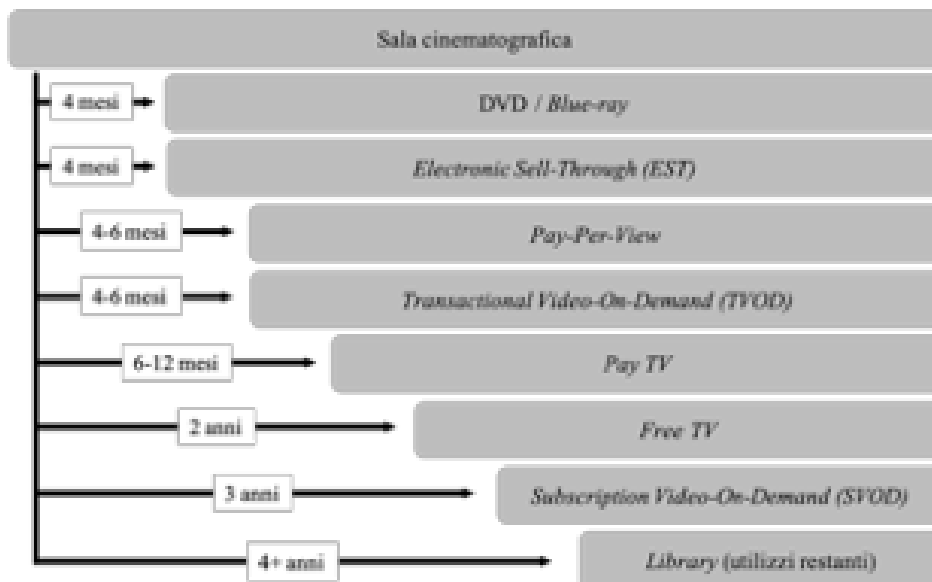 Sala cinematografica
4 mesi DVD / Blue-ray
4 mesi Electronic Sell-Through (EST)
4-6 mesi Pay-Per-View
4-6 mesi Transactional Video-On-Demand (TVOD)
6-12 mesi Pay TV
2 anni Free TV
3 anni Subscription Video-On-Demand (SVOD)
4+ anni Library (utilizzi restanti)